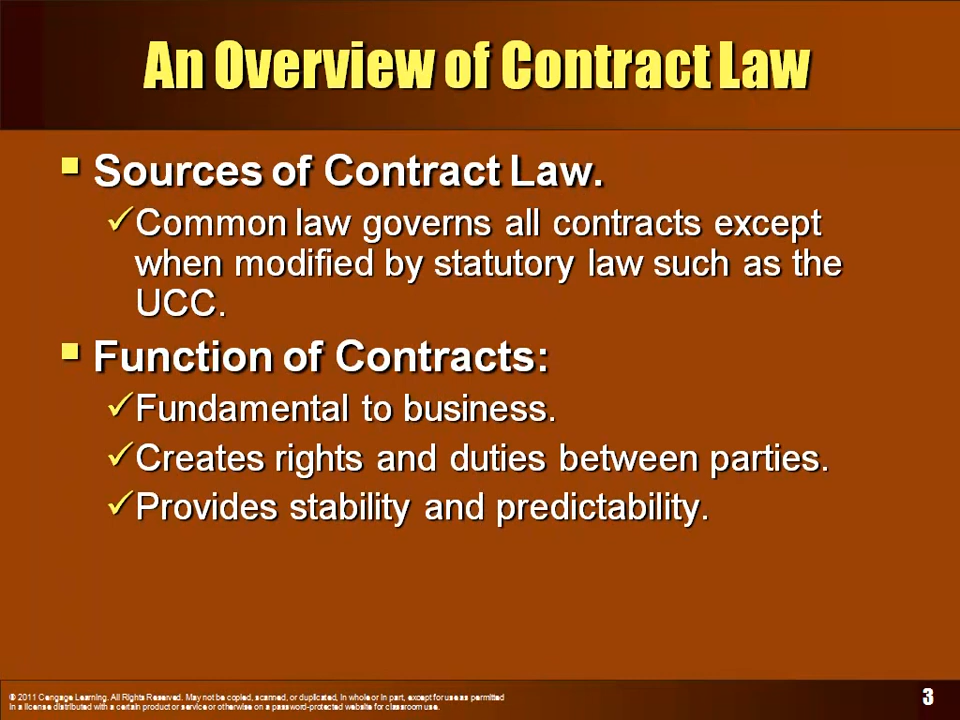 An Overview of Contract Law
Sources of Contract Law.
Common law governs all contracts except
when modified by statutory law such as the
UCC.
Function of Contracts:
Fundamental to business.
Creates rights and duties between parties.
Provides stability and predictability.
® 2011 Cengage Learning. All Rights Reserved. May not be copied, scanned, or duplicated, in whole or in part, except for use as permitted
in a license distributed with a certain product or service or otherwise on a password-protected website for classroom use.
3